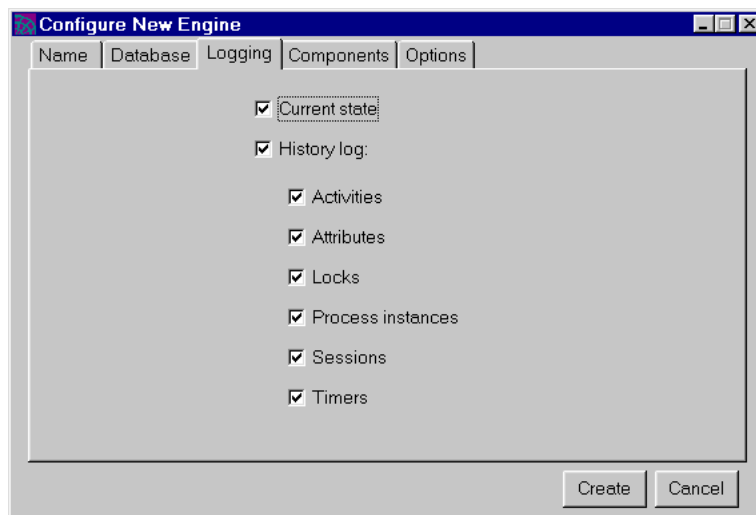 Configure New Engine
Name Database Logging Components Options
Current state
History log:
Activities
Attributes
Locks
Process instances
Sessions
Timers
Create Cancel